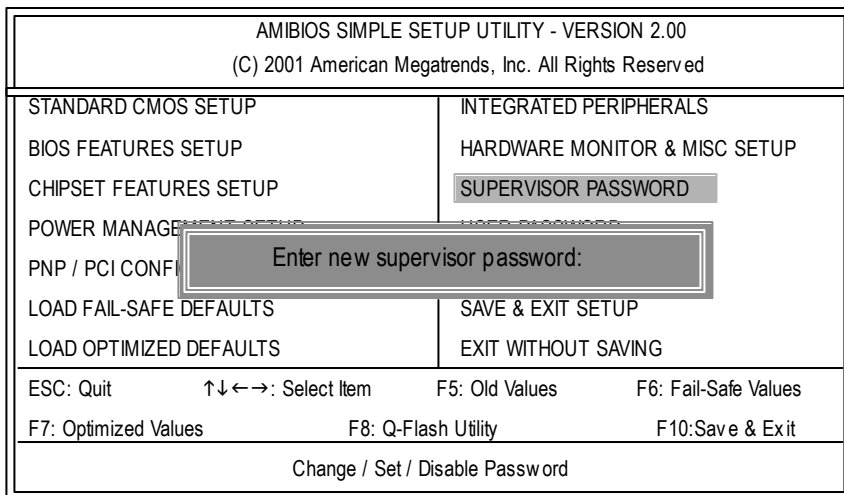 AMIBIOS SIMPLE SETUP UTILITY - VERSION 2.00
(C) 2001 American Megatrends, Inc. All Rights Reserved
STANDARD CMOS SETUP
BIOS FEATURES SETUP
CHIPSET FEATURES SETUP
POWER MANAGEMENT SETUP
PNP / PCI CONFI
LOAD FAIL-SAFE DEFAULTS
LOAD OPTIMIZED DEFAULTS
INTEGRATED PERIPHERALS
HARDWARE MONITOR & MISC SETUP
SUPERVISOR PASSWORD
USER PASSWORD
SAVE & EXIT SETUP
EXIT WITHOUT SAVING
Enter new supervisor password:
ESC: Quit ↑↓←→: Select Item F5: Old Values F6: Fail-Safe Values
F7: Optimized Values F8: Q-Flash Utility F10:Save & Exit
Change / Set / Disable Password